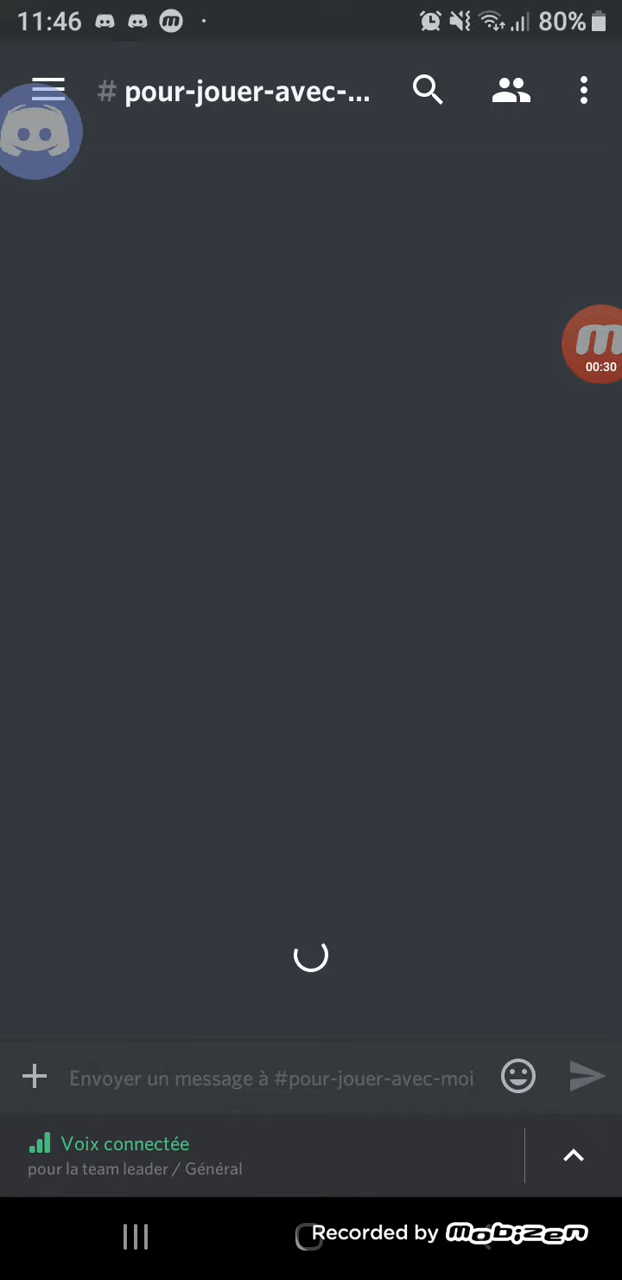 11:46
80%
# pour-jouer-avec-...
m
00:30
Envoyer un message à #pour-jouer-avec-moi
Voix connectée
pour la team leader / Général
Recorded by mobizen